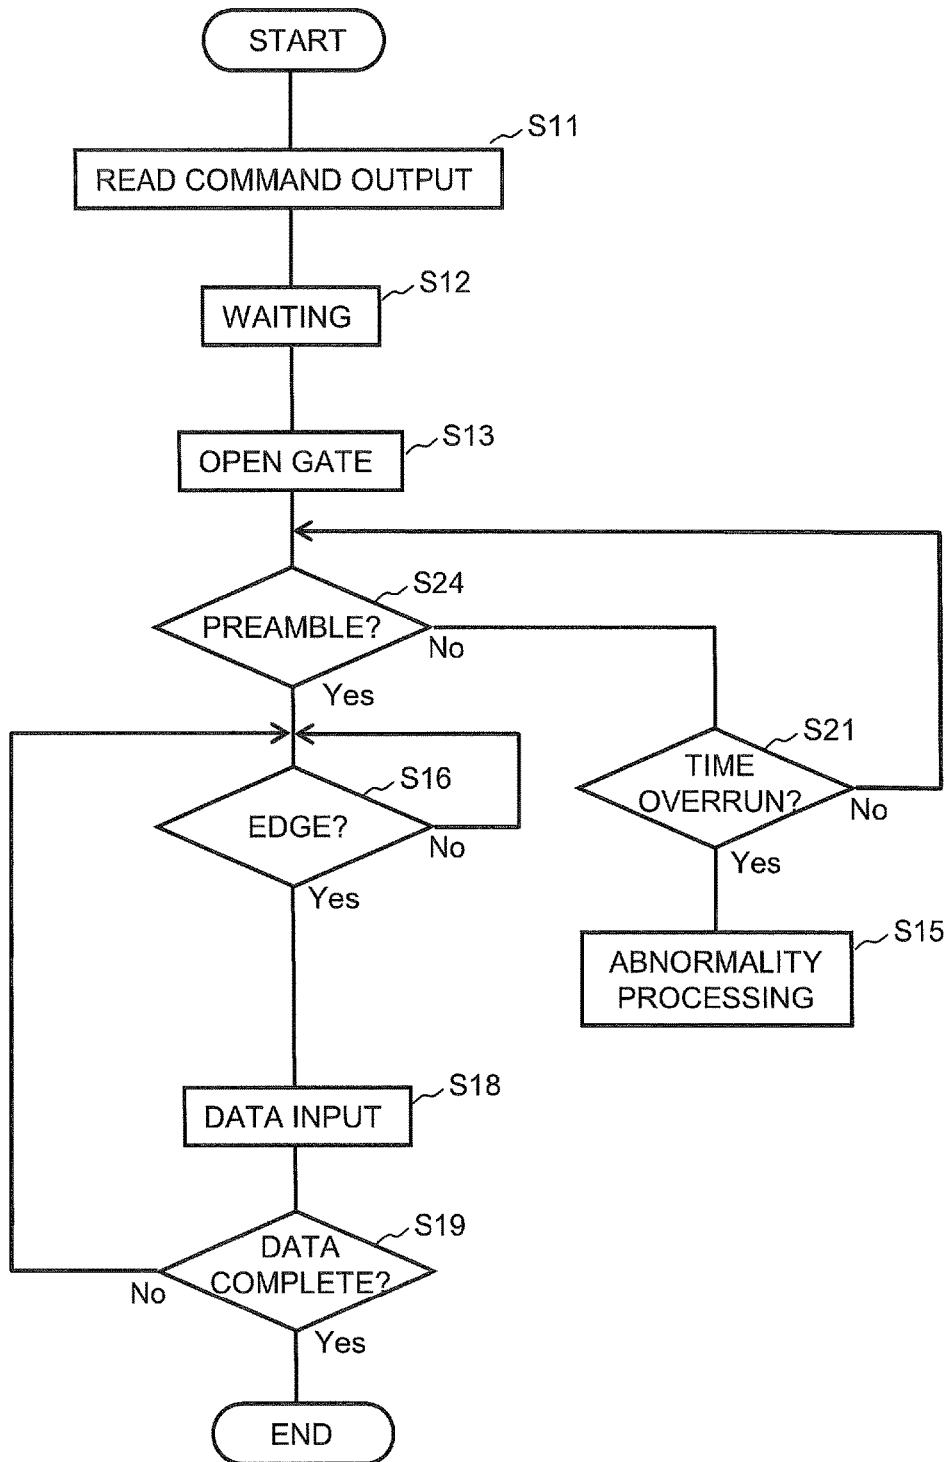 START
S11
READ COMMAND OUTPUT
S12
WAITING
S13
OPEN GATE
S24
PREAMBLE?
No
Yes
S21
TIME
OVERRUN?
No
Yes
S16
EDGE?
No
Yes
S15
ABNORMALITY
PROCESSING
S18
DATA INPUT
S19
DATA
COMPLETE?
No
Yes
END